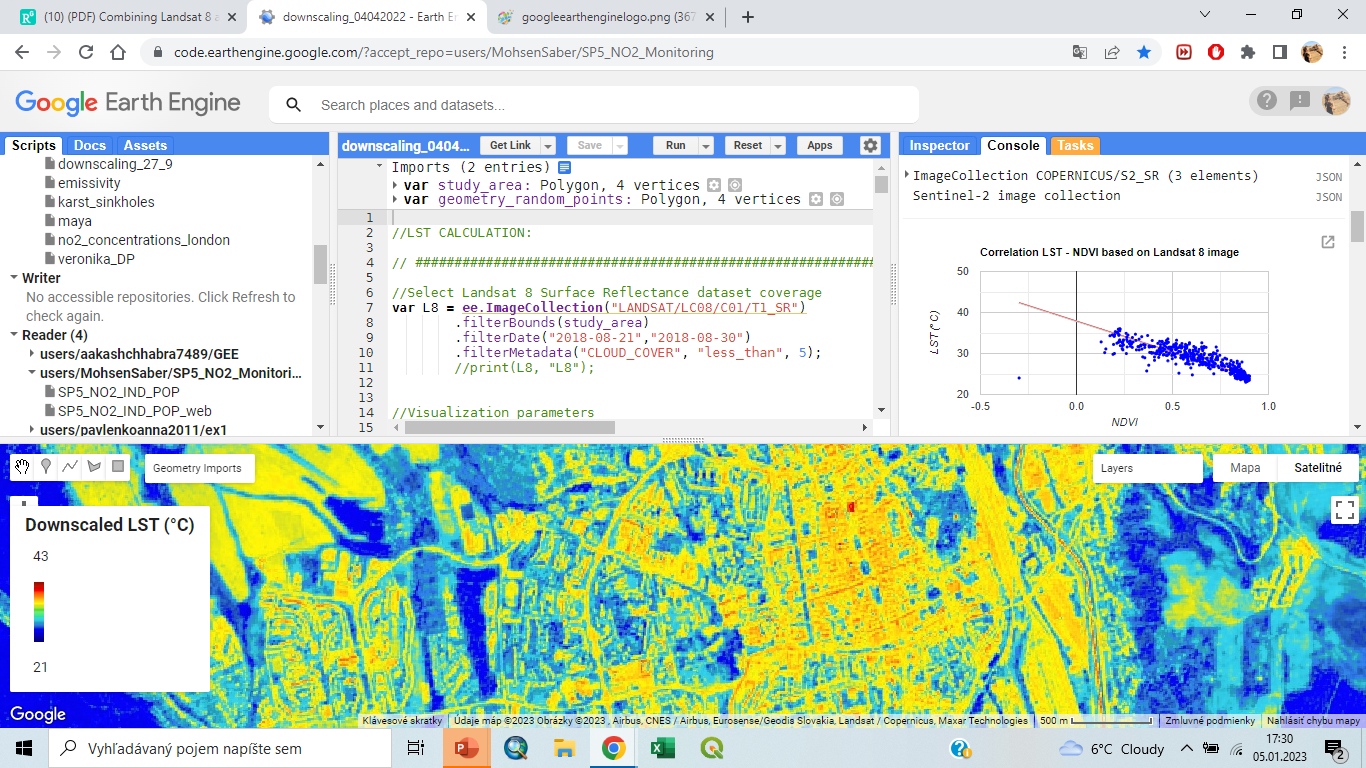 (10) (PDF) Combining Landsat 8 a
downscaling_04042022 - Earth E
googleearthenginelogo.png (367
code.earthengine.google.com/?accept_repo=users/MohsenSaber/SP5_NO2_Monitoring
Google Earth Engine
Search places and datasets...
Scripts
Docs
Assets
downscaling_27_9
emissivity
karst_sinkholes
maya
no2_concentrations_london
veronika_DP
Writer
No accessible repositories. Click Refresh to
check again.
Reader (4)
users/aakashchhabra7489/GEE
users/MohsenSaber/SP5_NO2_Monitori...
SP5_NO2_IND_POP
SP5_NO2_IND_POP_web
users/pavlenkoanna2011/ex1
downscaling_0404...
Get Link
Save
Run
Reset
Apps
Imports (2 entries)
var study_area: Polygon, 4 vertices
var geometry_random_points: Polygon, 4 vertices
1
2 //LST CALCULATION:
3
4 // ############################################################
5
6 //Select Landsat 8 Surface Reflectance dataset coverage
7 var L8 = ee.ImageCollection("LANDSAT/LC08/C01/T1_SR")
8 .filterBounds(study_area)
9 .filterDate("2018-08-21","2018-08-30")
10 .filterMetadata("CLOUD_COVER", "less_than", 5);
11 //print(L8, "L8");
12
13
14 //Visualization parameters
15
Inspector
Console
Tasks
ImageCollection COPERNICUS/S2_SR (3 elements) JSON
Sentinel-2 image collection JSON
Correlation LST - NDVI based on Landsat 8 image
50
40
30
20
LST (°C)
-0.5 0.0 0.5 1.0
NDVI
Geometry Imports
Layers
Mapa
Satelitné
Downscaled LST (°C)
43
21
Google
Klávesové skratky
Údaje máp ©2023 Obrázky ©2023 , Airbus, CNES / Airbus, Eurosense/Geodis Slovakia, Landsat / Copernicus, Maxar Technologies
500 m
Zmluvné podmienky
Nahlásiť chybu mapy
Vyhľadávaný pojem napíšte sem
6°C Cloudy
17:30
05.01.2023
2